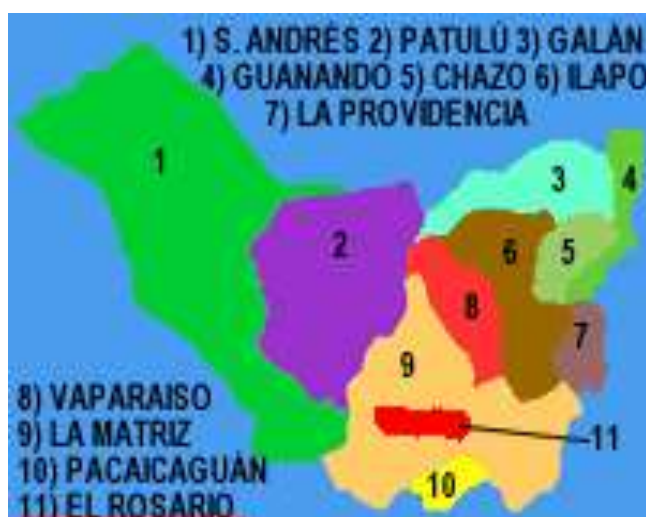 1) S. ANDRÉS 2) PATULÚ 3) GALÁN
4) GUANANDO 5) CHAZO 6) ILAPO
7) LA PROVIDENCIA
1
3
4
2
6
5
8
7
9
8) VAPARAISO
9) LA MATRIZ
11
10) PACAICAGUÀN
10
11) EL ROSARIO